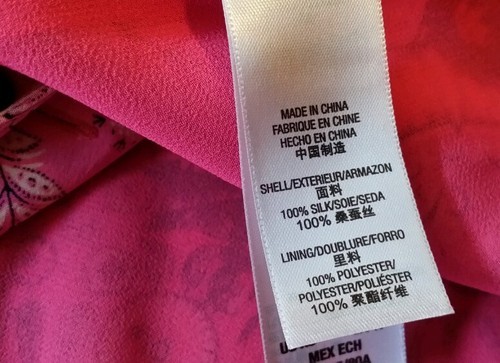 MADE IN CHINA
FABRIQUE EN CHINE
HECHO EN CHINA
中国制造
SHELL/EXTERIEUR/ARMAZON
面料
100% SILK/SOIE/SEDA
100% 桑蚕丝
LINING/DOUBLURE/FORRO
里料
100% POLYESTER/
POLYESTER/POLIÉSTER
100% 聚酯纤维
MEX ECH